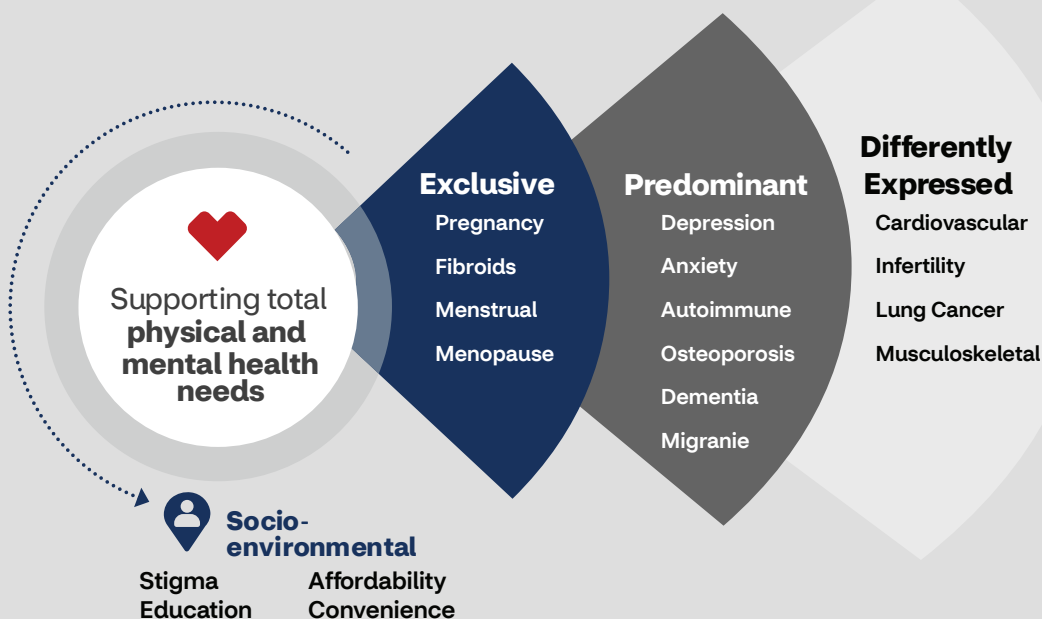 Supporting total
physical and
mental health
needs
Exclusive
Pregnancy
Fibroids
Menstrual
Menopause
Predominant
Depression
Anxiety
Autoimmune
Osteoporosis
Dementia
Migranie
Differently
Expressed
Cardiovascular
Infertility
Lung Cancer
Musculoskeletal
Socio-
environmental
Stigma
Education
Affordability
Convenience